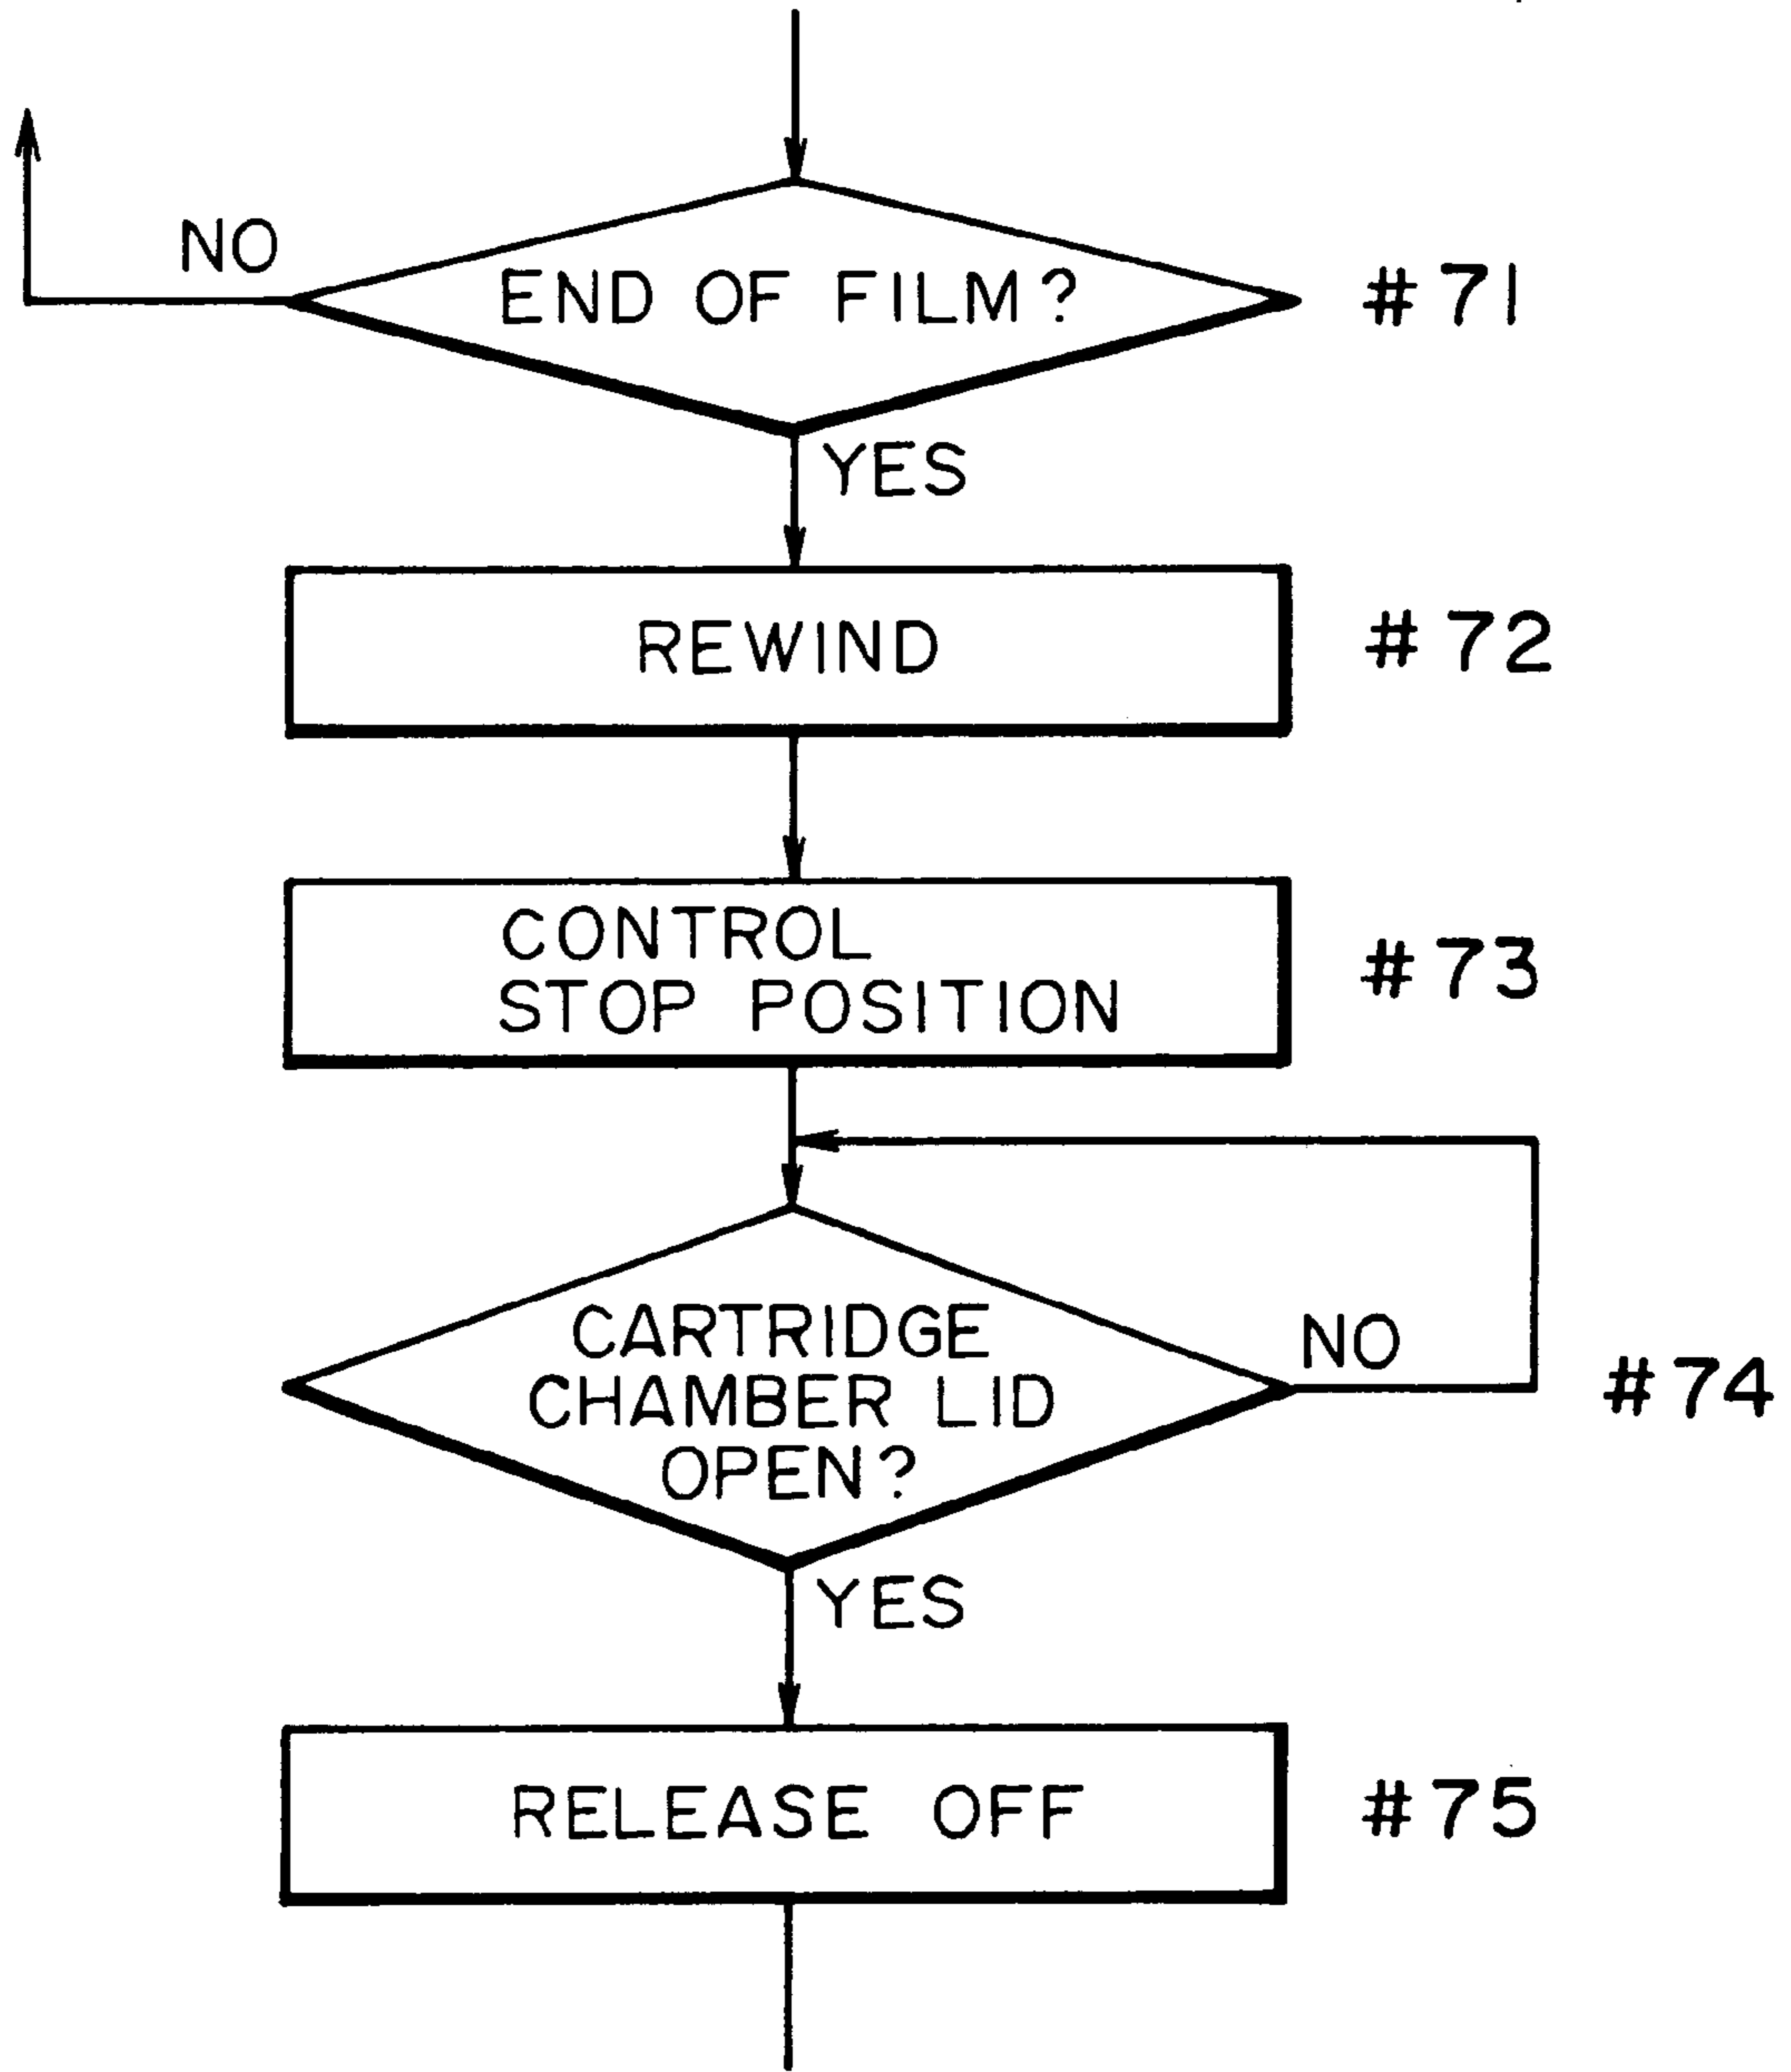 NO
END OF FILM?
#71
YES
REWIND
#72
CONTROL
STOP POSITION
#73
CARTRIDGE
CHAMBER LID
OPEN?
NO
#74
YES
RELEASE OFF
#75